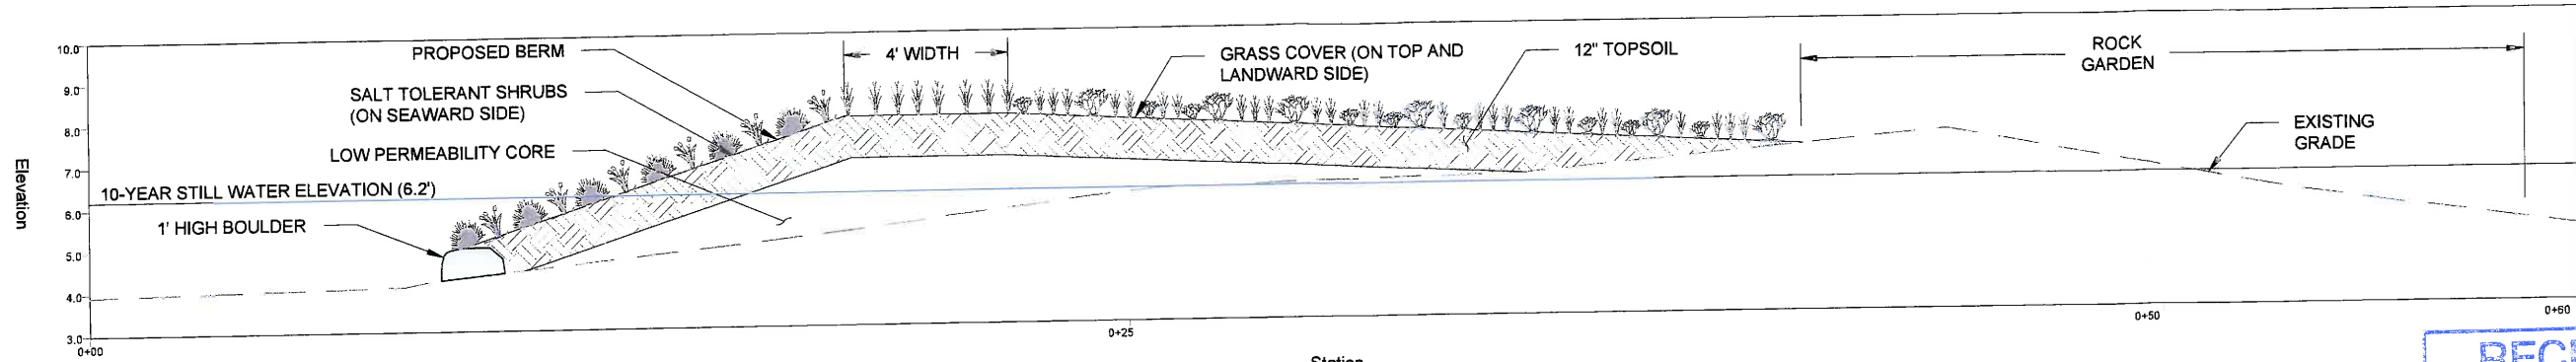 10.0
9.0
8.0
7.0
6.0
5.0
4.0
3.0
Elevation
PROPOSED BERM
SALT TOLERANT SHRUBS
(ON SEAWARD SIDE)
LOW PERMEABILITY CORE
10-YEAR STILL WATER ELEVATION (6.2')
1' HIGH BOULDER
4' WIDTH
GRASS COVER (ON TOP AND
LANDWARD SIDE)
12" TOPSOIL
ROCK
GARDEN
EXISTING
GRADE
0+00
0+25
0+50
0+60